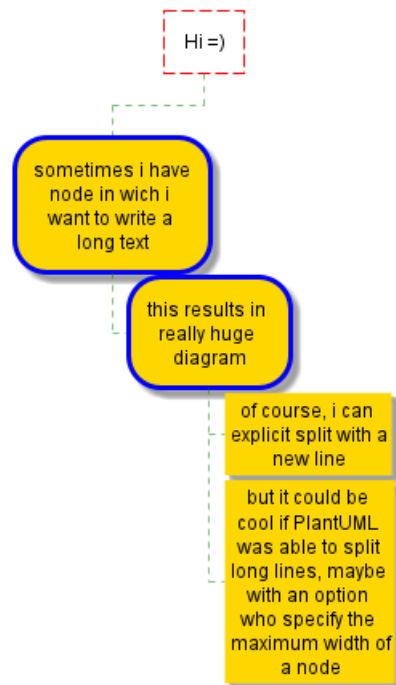 Hi =)
sometimes i have
node in wich i
want to write a
long text
this results in
really huge
diagram
of course, i can
explicit split with a
new line
but it could be
cool if PlantUML
was able to split
long lines, maybe
with an option
who specify the
maximum width of
a node